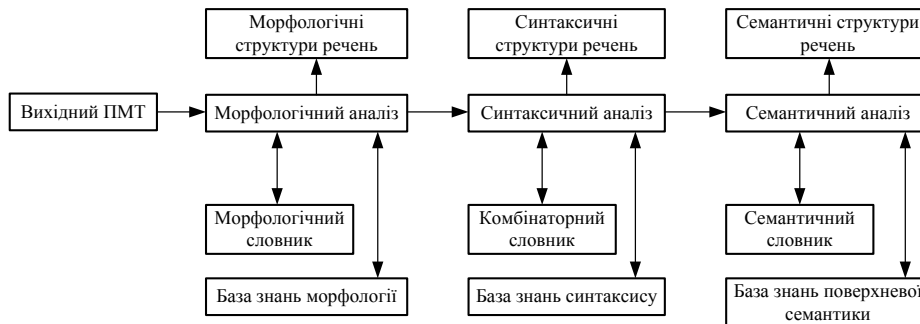 Морфологічні
структури речень
Синтаксичні
структури речень
Семантичні структури
речень
Вихідний ПМТ
Морфологічний аналіз
Синтаксичний аналіз
Семантичний аналіз
Морфологічний
словник
Комбінаторний
словник
Семантичний
словник
База знань морфології
База знань синтаксису
База знань поверхневої
семантики